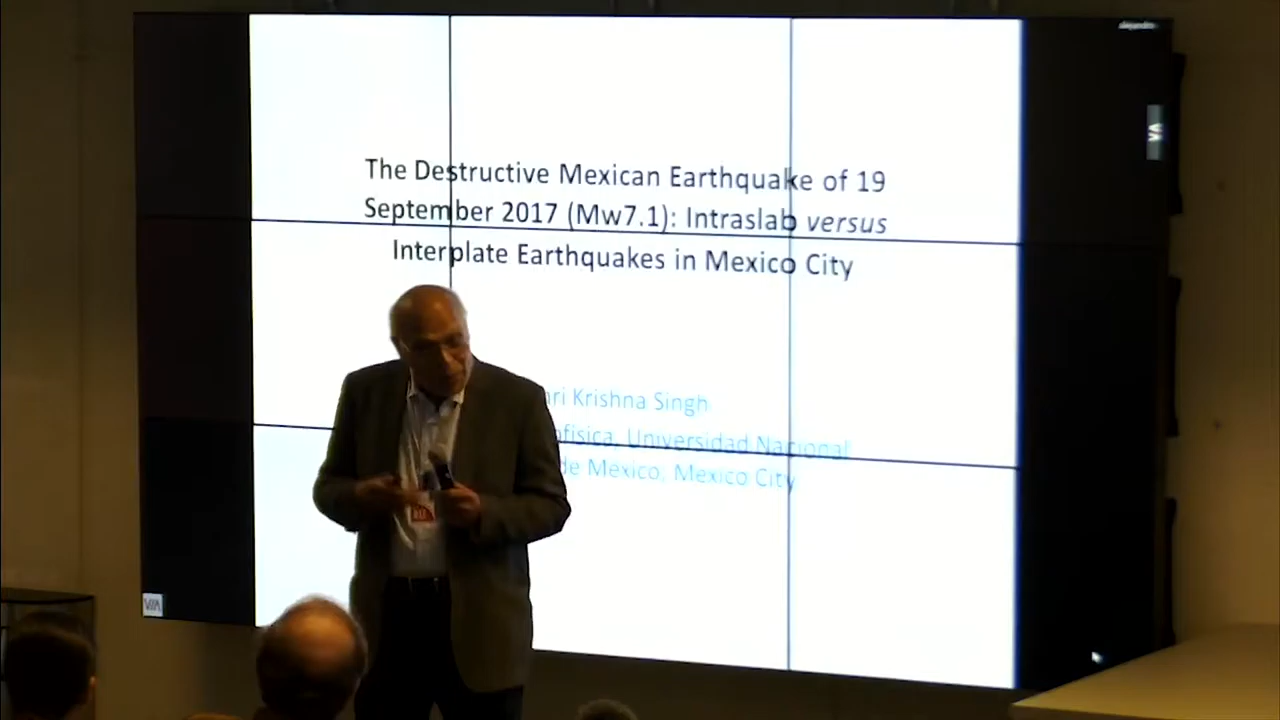 The Destructive Mexican Earthquake of 19
September 2017 (Mw7.1): Intraslab versus
Interplate Earthquakes in Mexico City
Krishna Singh
Universidad Nacional
de Mexico, Mexico City